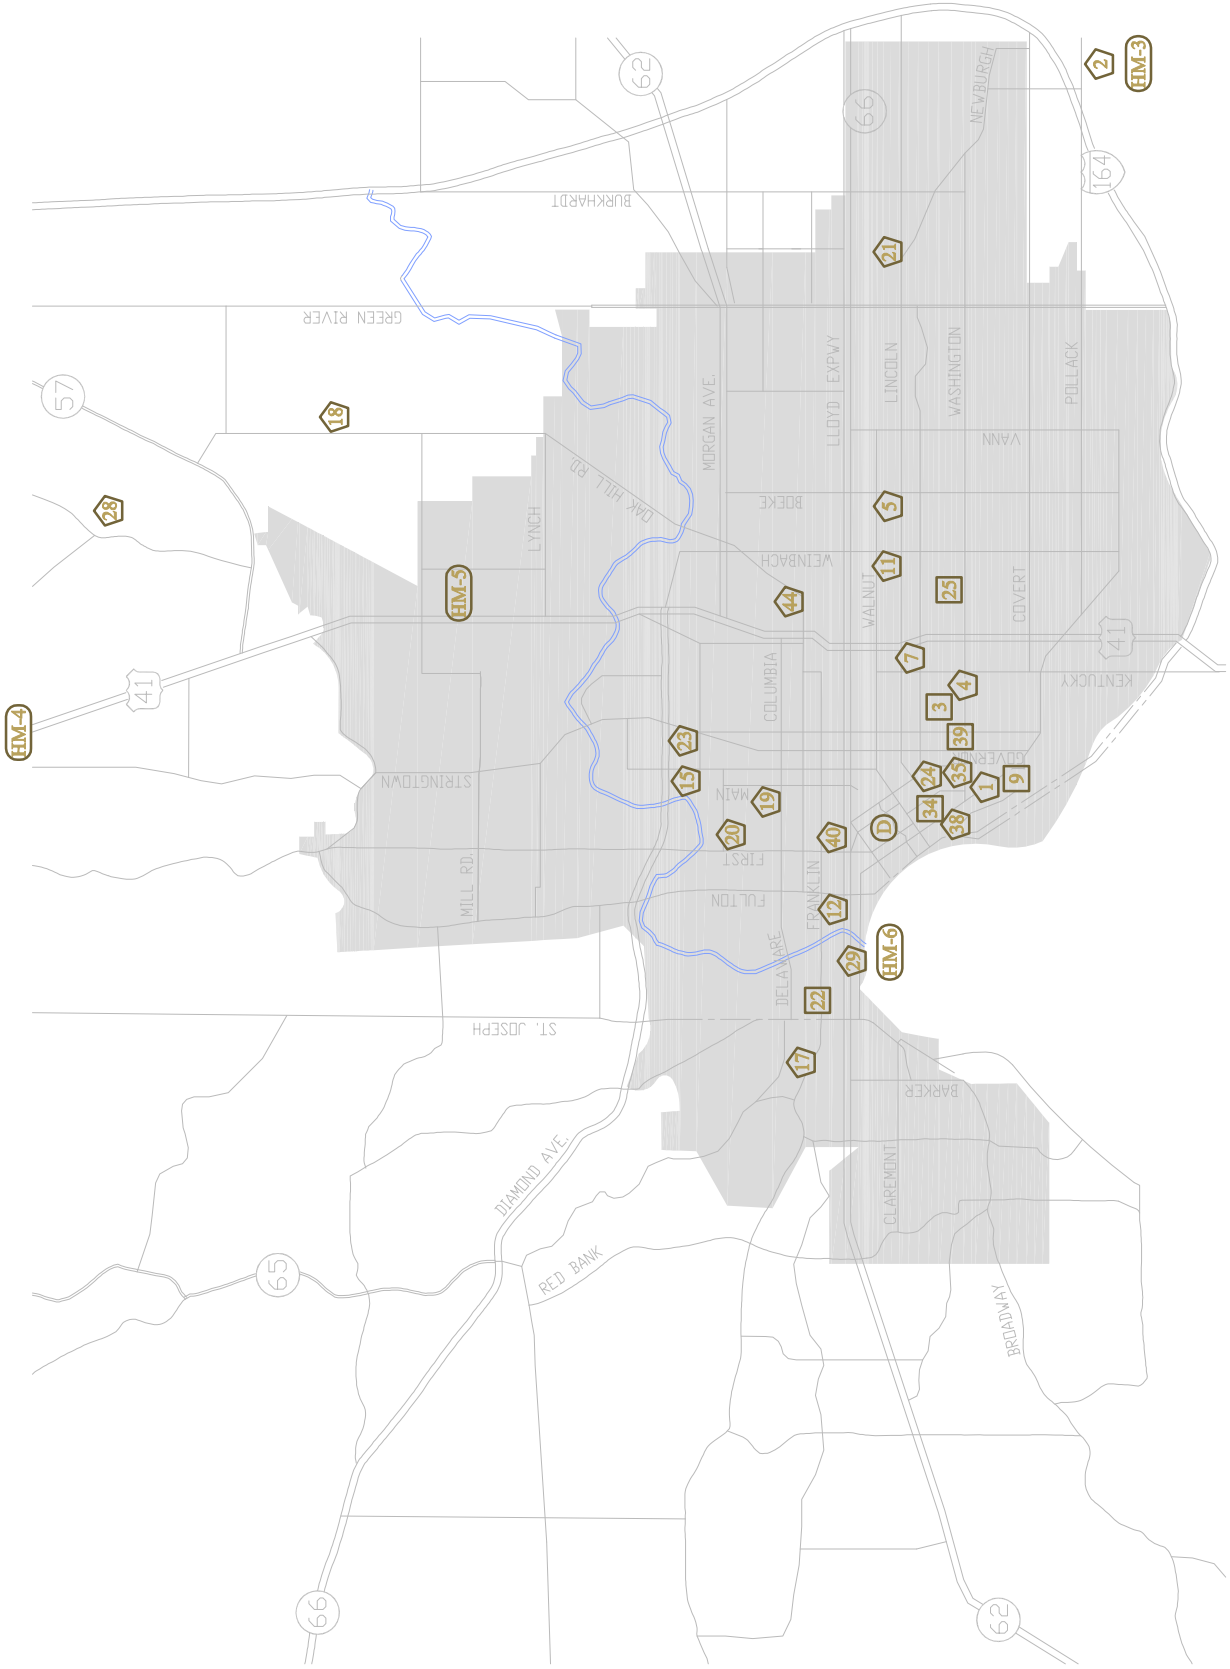 2
HM-3
62
66
NEWBURGH
164
BURKHARDT
21
GREEN RIVER
57
18
MORGAN AVE.
LLOYD EXPWY
LINCOLN
WASHINGTON
POLLACK
VANN
28
OAK HILL RD.
LYNCH
BOEKE
5
WEINBACH
11
HM-5
44
WALNUT
25
COVERT
41
7
KENTUCKY
4
41
HM-4
COLUMBIA
3
39
23
GOVERNOR
STRINGTOWN
15
MAIN
19
24
35
1
9
34
38
20
40
D
FIRST
MILL RD.
FULTON
FRANKLIN
12
DELAWARE
29
HM-6
22
ST. JOSEPH
17
BARKER
DIAMOND AVE.
CLAREMONT
65
RED BANK
BROADWAY
66
62